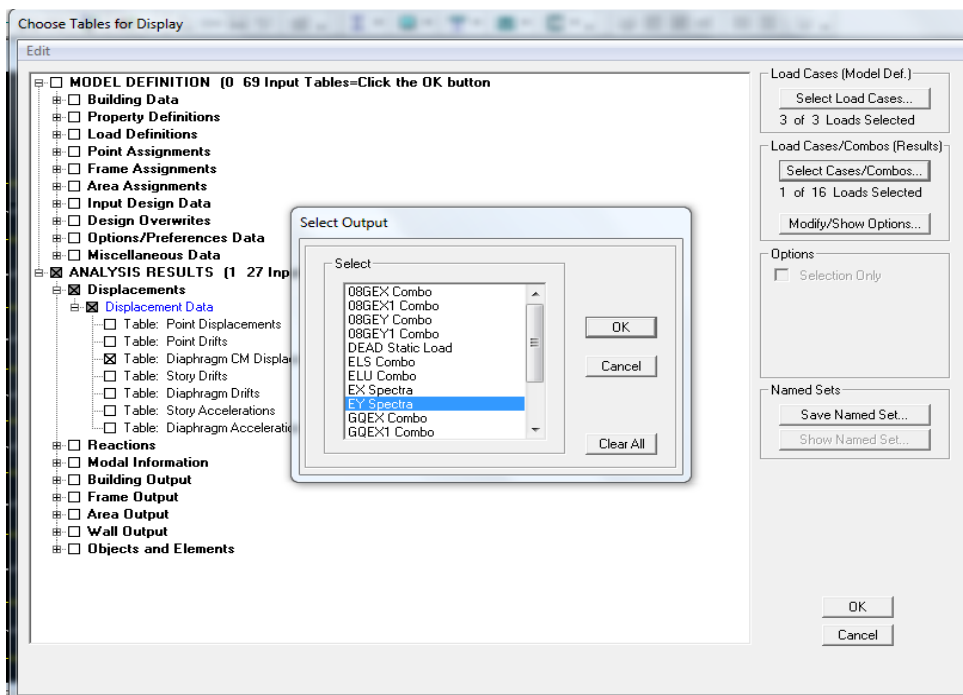 Choose Tables for Display
Edit
MODEL DEFINITION (0 69 Input Tables=Click the OK button
Building Data
Property Definitions
Load Definitions
Point Assignments
Frame Assignments
Area Assignments
Input Design Data
Design Overwrites
Options/Preferences Data
Miscellaneous Data
ANALYSIS RESULTS (1 27 Inp
Displacements
Displacement Data
Table: Point Displacements
Table: Point Drifts
Table: Diaphragm CM Displa
Table: Story Drifts
Table: Diaphragm Drifts
Table: Story Accelerations
Table: Diaphragm Acceleratio
Reactions
Modal Information
Building Output
Frame Output
Area Output
Wall Output
Objects and Elements
Select Output
Select
08GEX Combo
08GEX1 Combo
08GEY Combo
08GEY1 Combo
DEAD Static Load
ELS Combo
ELU Combo
EX Spectra
EY Spectra
GQEX Combo
GQEX1 Combo
OK
Cancel
Clear All
Load Cases (Model Def.)
Select Load Cases...
3 of 3 Loads Selected
Load Cases/Combos (Results)
Select Cases/Combos...
1 of 16 Loads Selected
Modify/Show Options...
Options
Selection Only
Named Sets
Save Named Set...
Show Named Set...
OK
Cancel